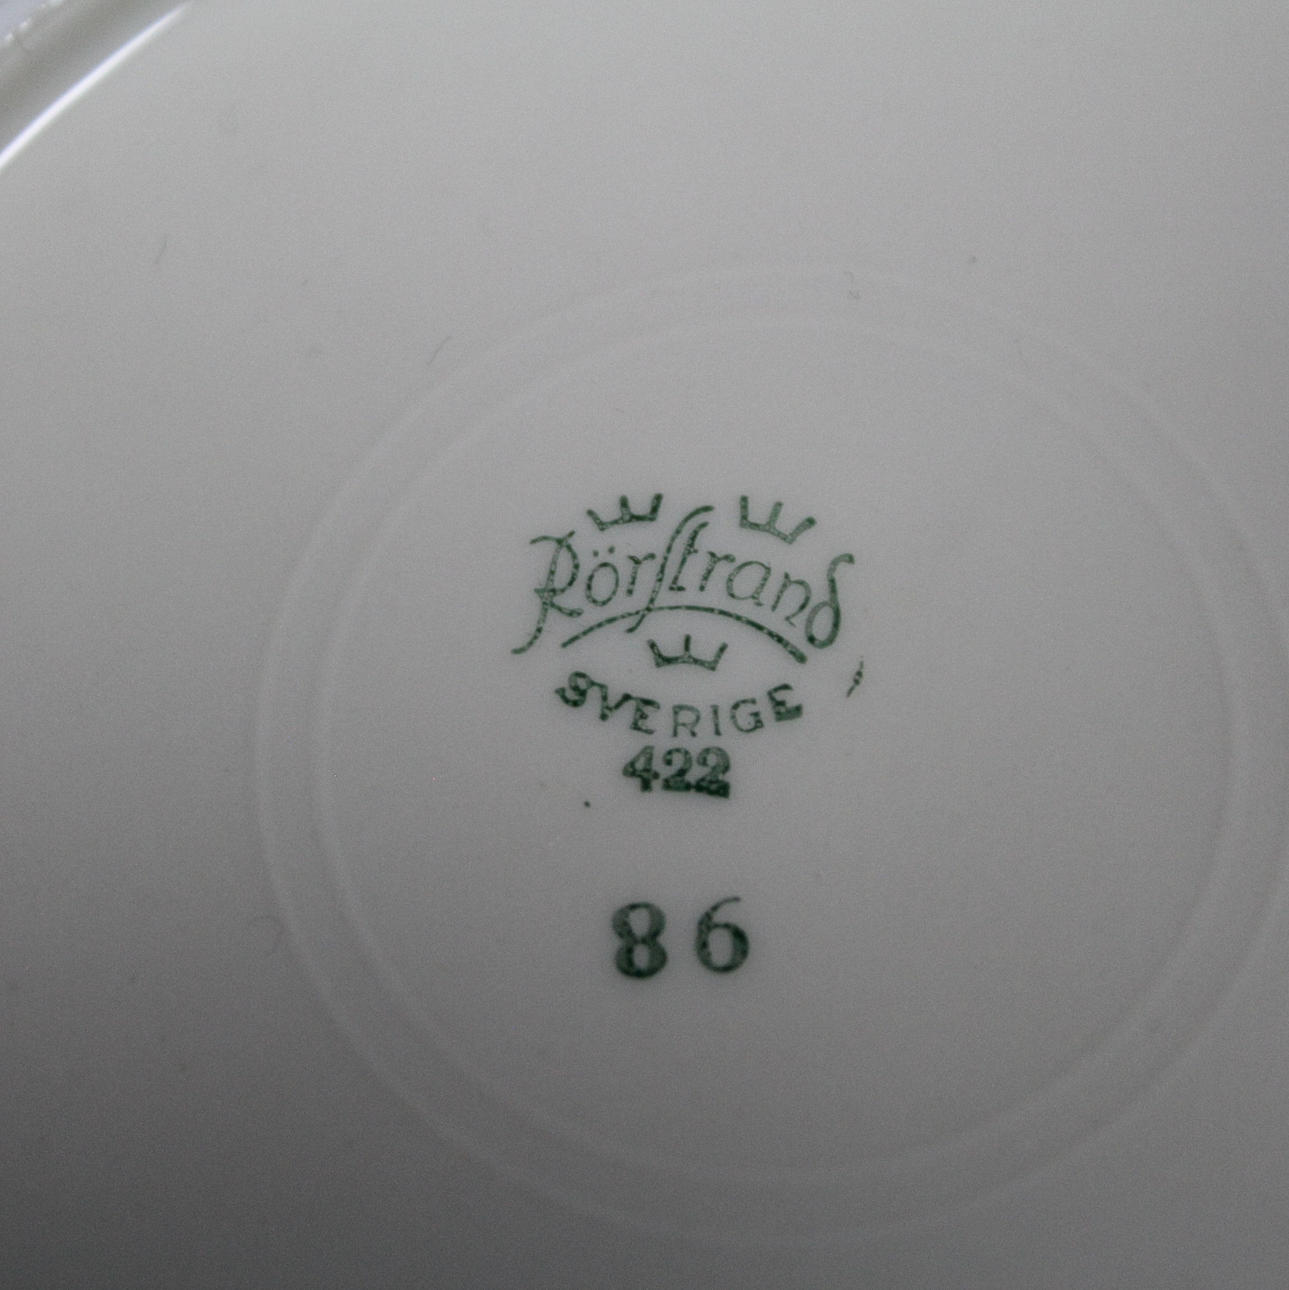 Rörstrand
SVERIGE
422
86